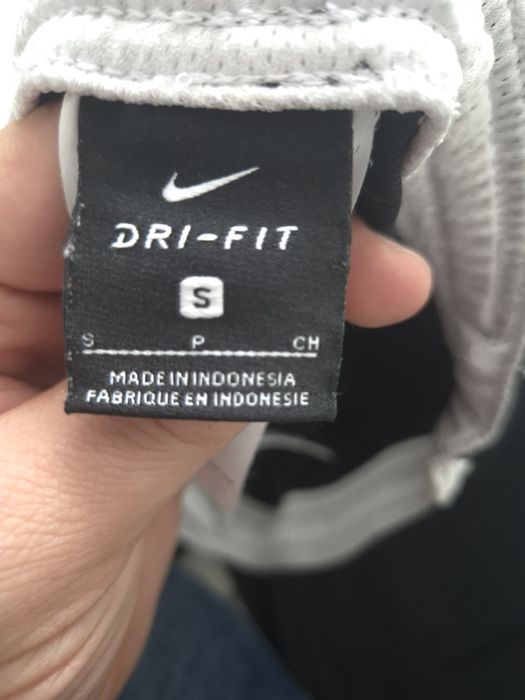 DRI-FIT
S
S P CH
MADE IN INDONESIA
FABRIQUE EN INDONESIE